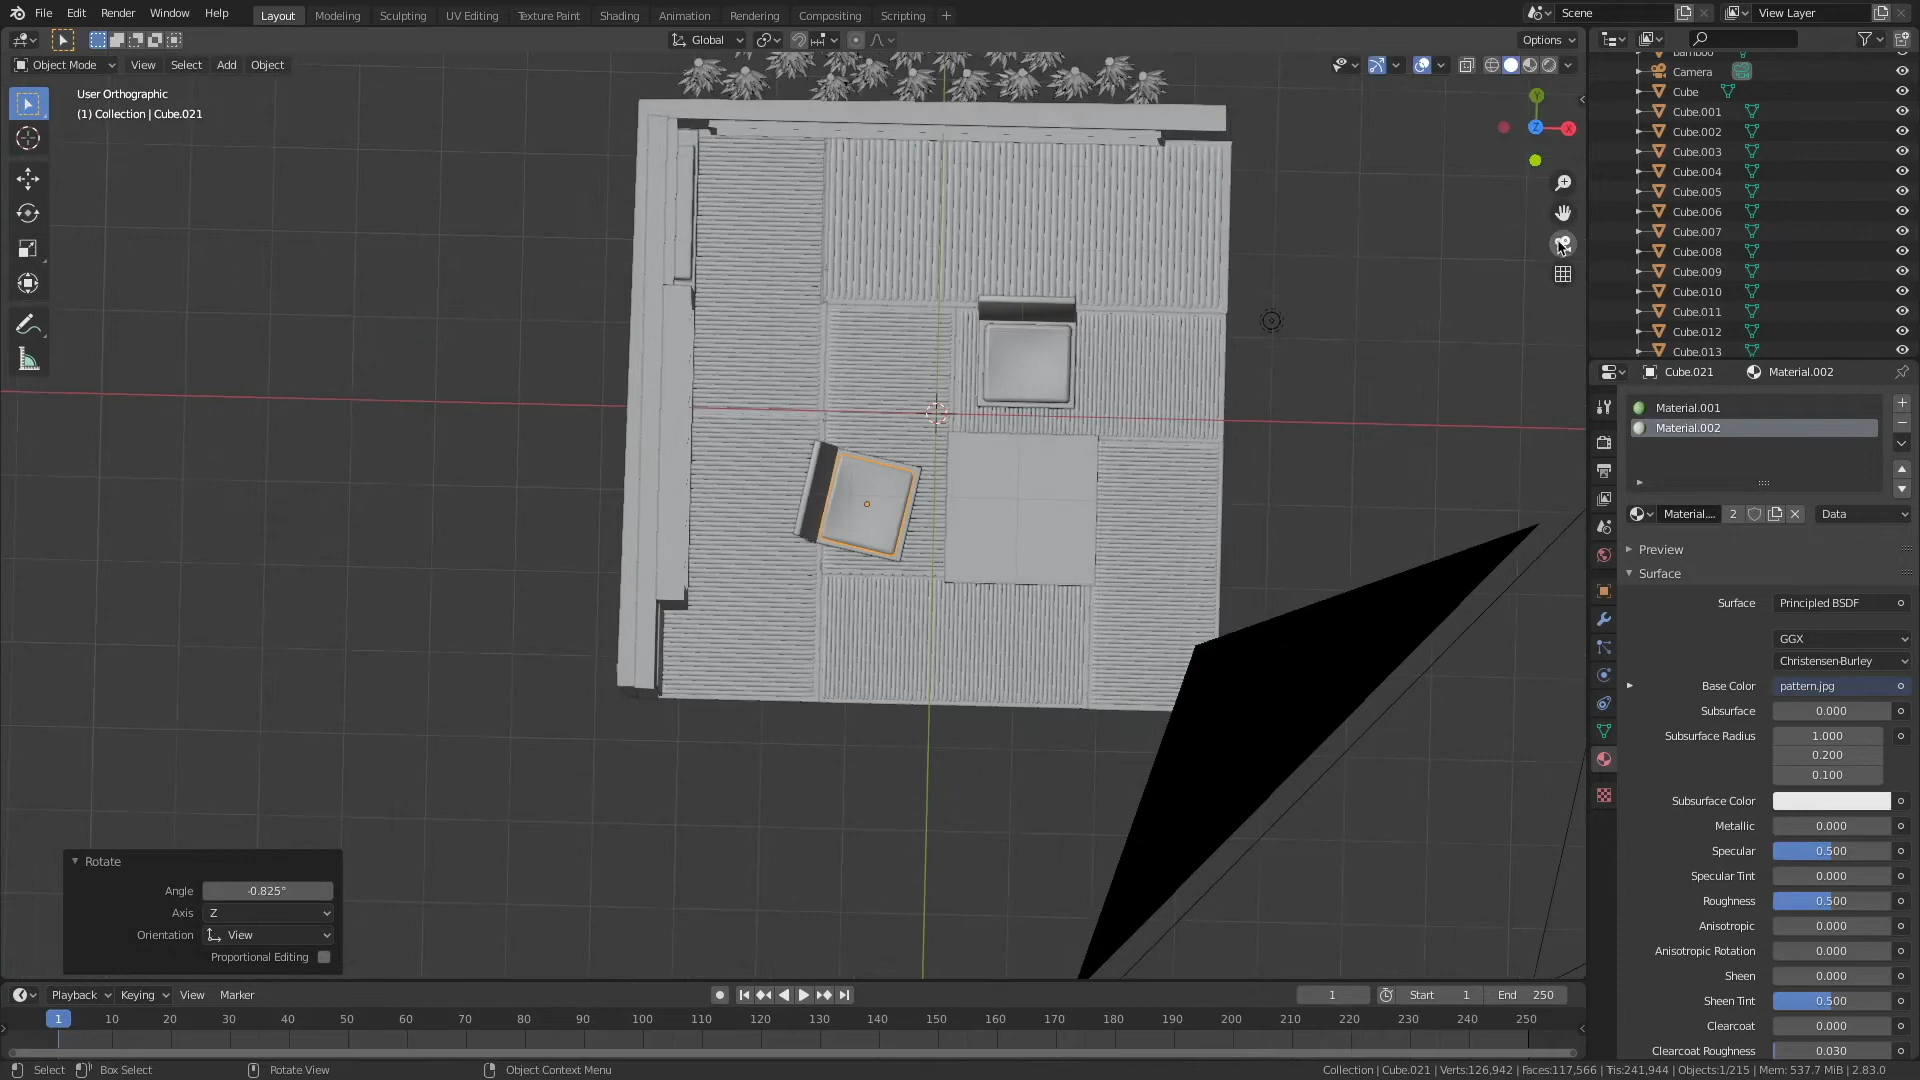 File Edit Render Window Help Layout Modeling Sculpting UV Editing Texture Paint Shading Animation Rendering Compositing Scripting + Scene View Layer
Global Options
Object Mode View Select Add Object
User Orthographic
(1) Collection | Cube.021
Y
Z X
bamboo
Camera
Cube
Cube.001
Cube.002
Cube.003
Cube.004
Cube.005
Cube.006
Cube.007
Cube.008
Cube.009
Cube.010
Cube.011
Cube.012
Cube.013
Cube.021 Material.002
Material.001
Material.002
Material.... 2 Data
Preview
Surface
Surface Principled BSDF
GGX
Christensen-Burley
Base Color pattern.jpg
Subsurface 0.000
Subsurface Radius 1.000
0.200
0.100
Subsurface Color
Metallic 0.000
Specular 0.500
Specular Tint 0.000
Roughness 0.500
Anisotropic 0.000
Anisotropic Rotation 0.000
Sheen 0.000
Sheen Tint 0.500
Clearcoat 0.000
Clearcoat Roughness 0.030
Rotate
Angle -0.825°
Axis Z
Orientation View
Proportional Editing
Playback Keying View Marker 1 Start 1 End 250
1 10 20 30 40 50 60 70 80 90 100 110 120 130 140 150 160 170 180 190 200 210 220 230 240 250
Select Box Select Rotate View Object Context Menu Collection | Cube.021 | Verts:126,942 | Faces:117,566 | Tris:241,944 | Objects:1/215 | Mem: 537.7 MiB | 2.83.0